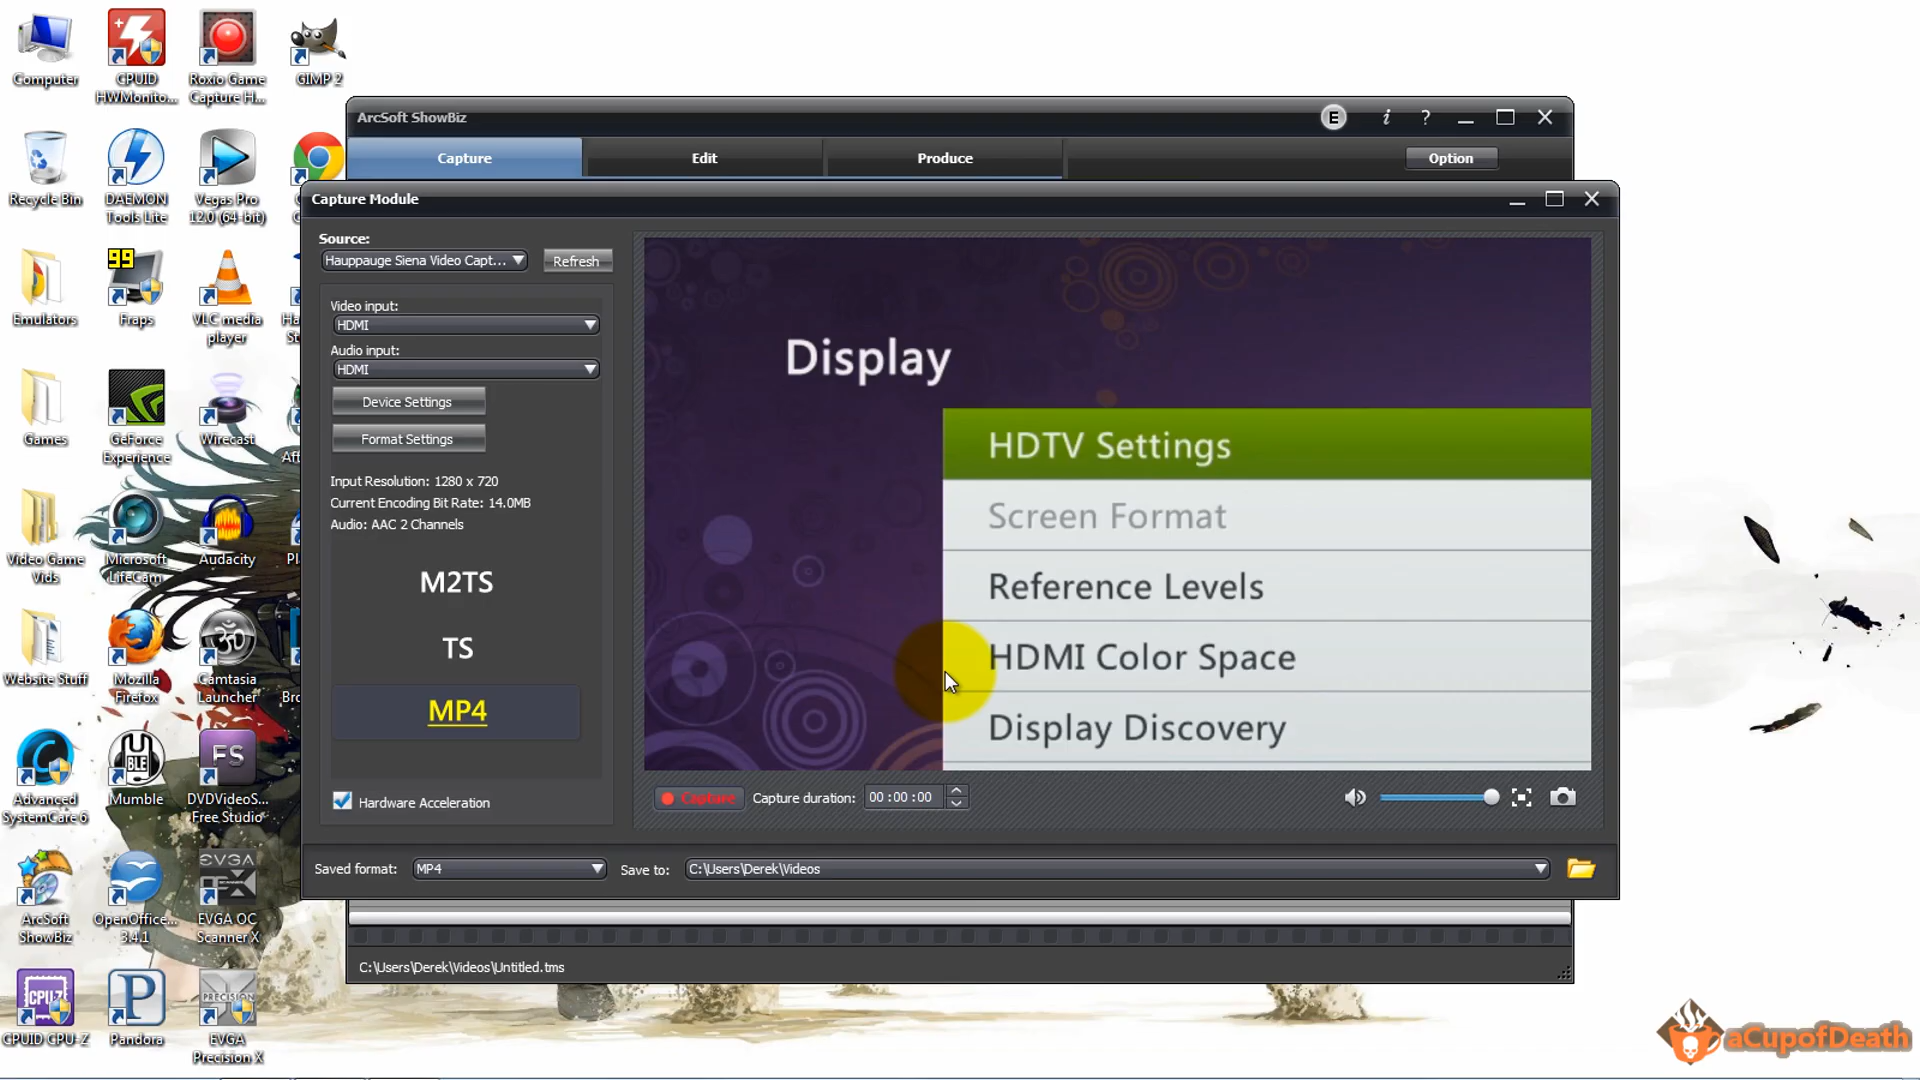 Computer
CPUID
HWMonito...
Roxio Game
Capture H...
GIMP 2
Recycle Bin
DAEMON
Tools Lite
Vegas Pro
12.0 (64-bit)
Emulators
99
Fraps
VLC media
player
Games
GeForce
Experience
Wirecast
Video Game
Vids
Microsoft
LifeCam
Audacity
Website Stuff
Mozilla
Firefox
Camtasia
Launcher
Advanced
SystemCare 6
BLE
Mumble
FS
DVDVideoS...
Free Studio
ArcSoft
ShowBiz
OpenOffice...
3.4.1
EVGA
EVGA OC
Scanner X
CPU-Z
CPUID CPU-Z
P
Pandora
PRECISION
EVGA
Precision X
ArcSoft ShowBiz
E
i
?
Capture
Edit
Produce
Option
Capture Module
Source:
Hauppauge Siena Video Capt...
Refresh
Video input:
HDMI
Audio input:
HDMI
Device Settings
Format Settings
Input Resolution: 1280 x 720
Current Encoding Bit Rate: 14.0MB
Audio: AAC 2 Channels
M2TS
TS
MP4
Hardware Acceleration
Display
HDTV Settings
Screen Format
Reference Levels
HDMI Color Space
Display Discovery
Capture
Capture duration:
00 :00 : 00
Saved format:
MP4
Save to:
C:\Users\Derek\Videos
C:\Users\Derek\Videos\Untitled.tms
aCupofDeath